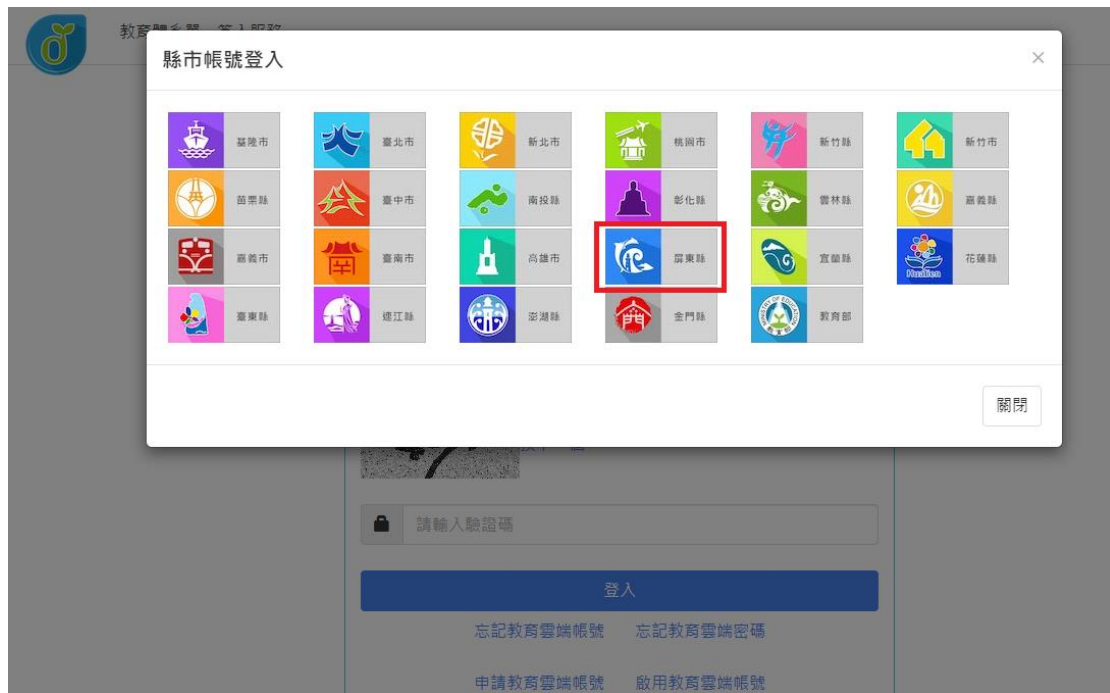 縣市帳號登入
×
基隆市
臺北市
新北市
桃園市
新竹縣
新竹市
苗栗縣
臺中市
南投縣
彰化縣
雲林縣
嘉義縣
嘉義市
臺南市
高雄市
屏東縣
宜蘭縣
花蓮縣
Hualien
臺東縣
連江縣
澎湖縣
金門縣
教育部
MINISTRY OF EDUCATION
關閉
請輸入驗證碼
登入
忘記教育雲端帳號 忘記教育雲端密碼
申請教育雲端帳號 啟用教育雲端帳號